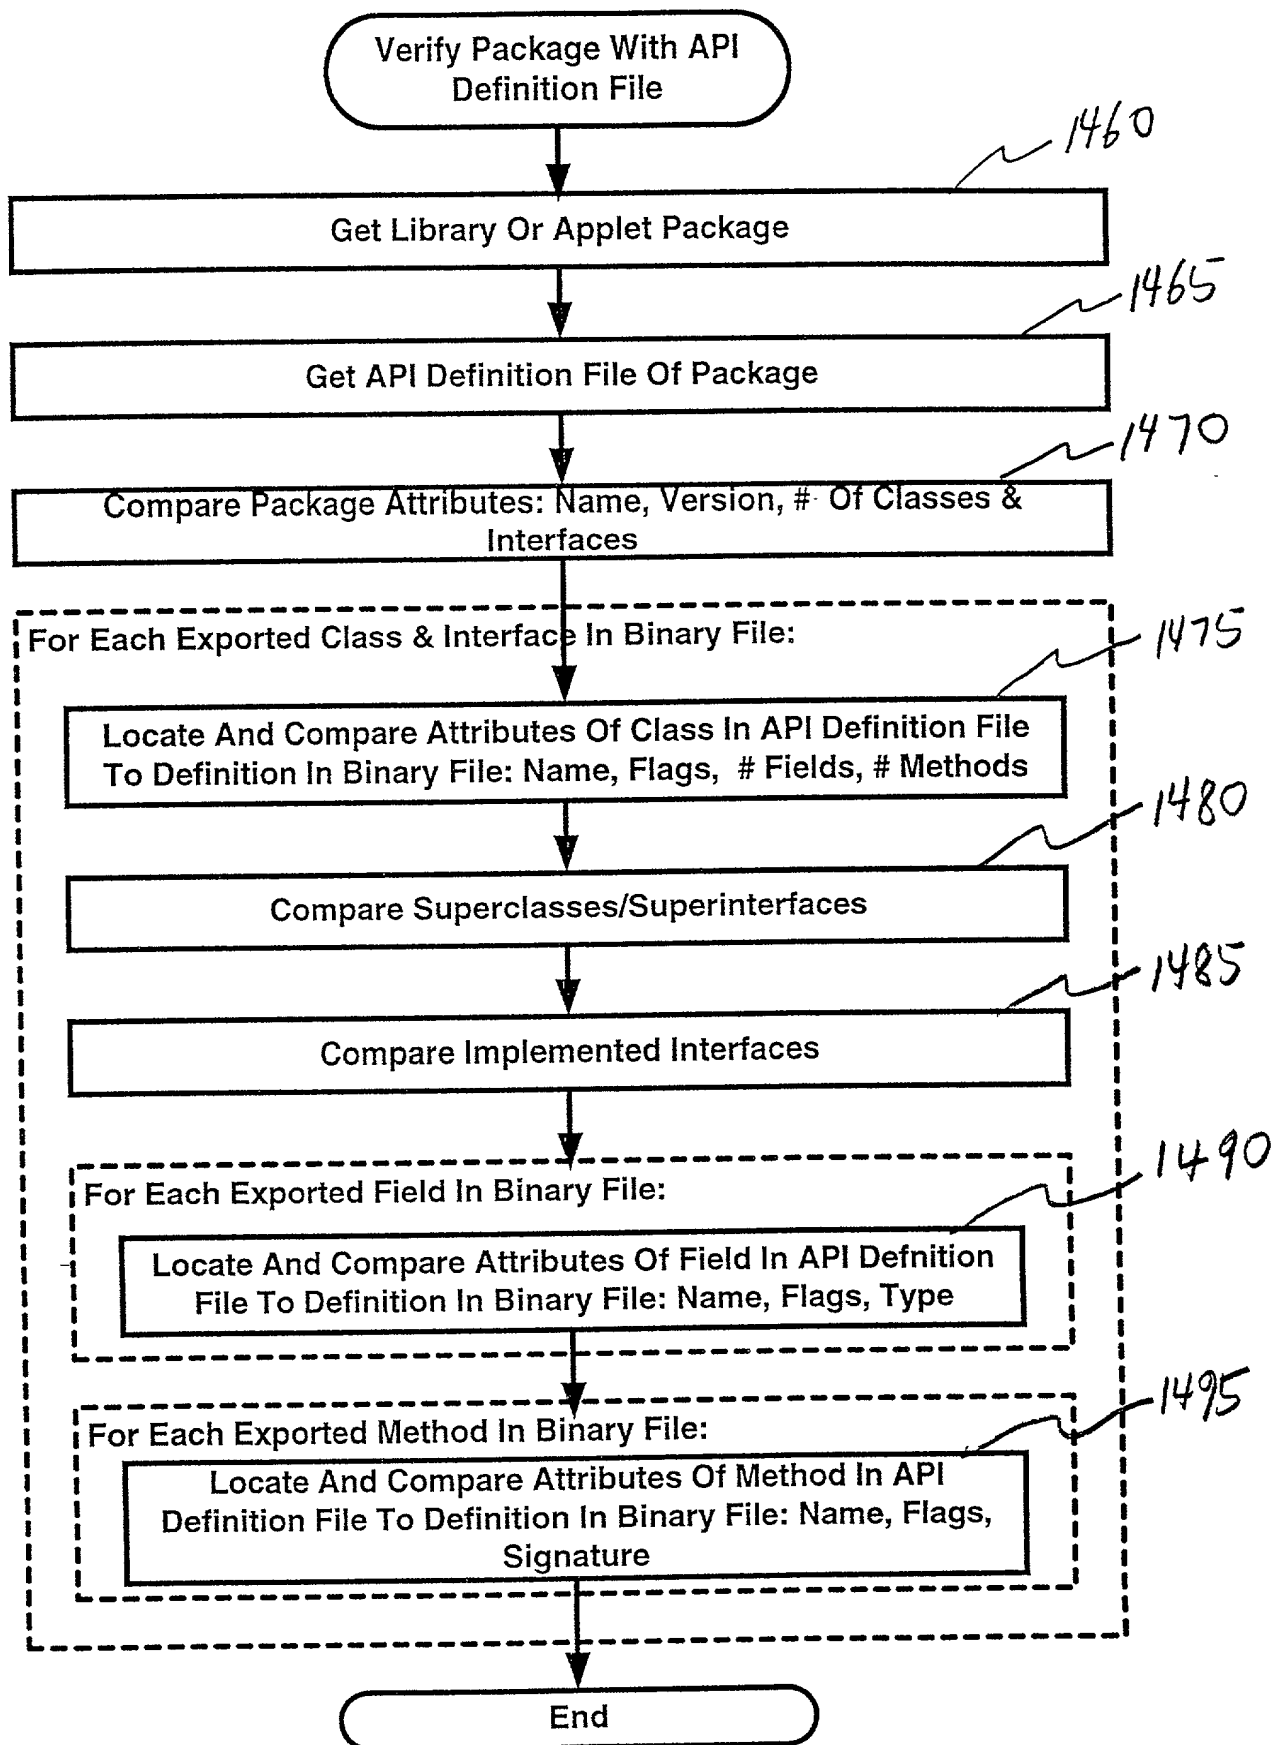 Verify Package With API
Definition File
1460
Get Library Or Applet Package
1465
Get API Definition File Of Package
1470
Compare Package Attributes: Name, Version, # Of Classes &
Interfaces
For Each Exported Class & Interface In Binary File:
1475
Locate And Compare Attributes Of Class In API Definition File
To Definition In Binary File: Name, Flags, # Fields, # Methods
1480
Compare Superclasses/Superinterfaces
1485
Compare Implemented Interfaces
1490
For Each Exported Field In Binary File:
Locate And Compare Attributes Of Field In API Defnition
File To Definition In Binary File: Name, Flags, Type
1495
For Each Exported Method In Binary File:
Locate And Compare Attributes Of Method In API
Definition File To Definition In Binary File: Name, Flags,
Signature
End